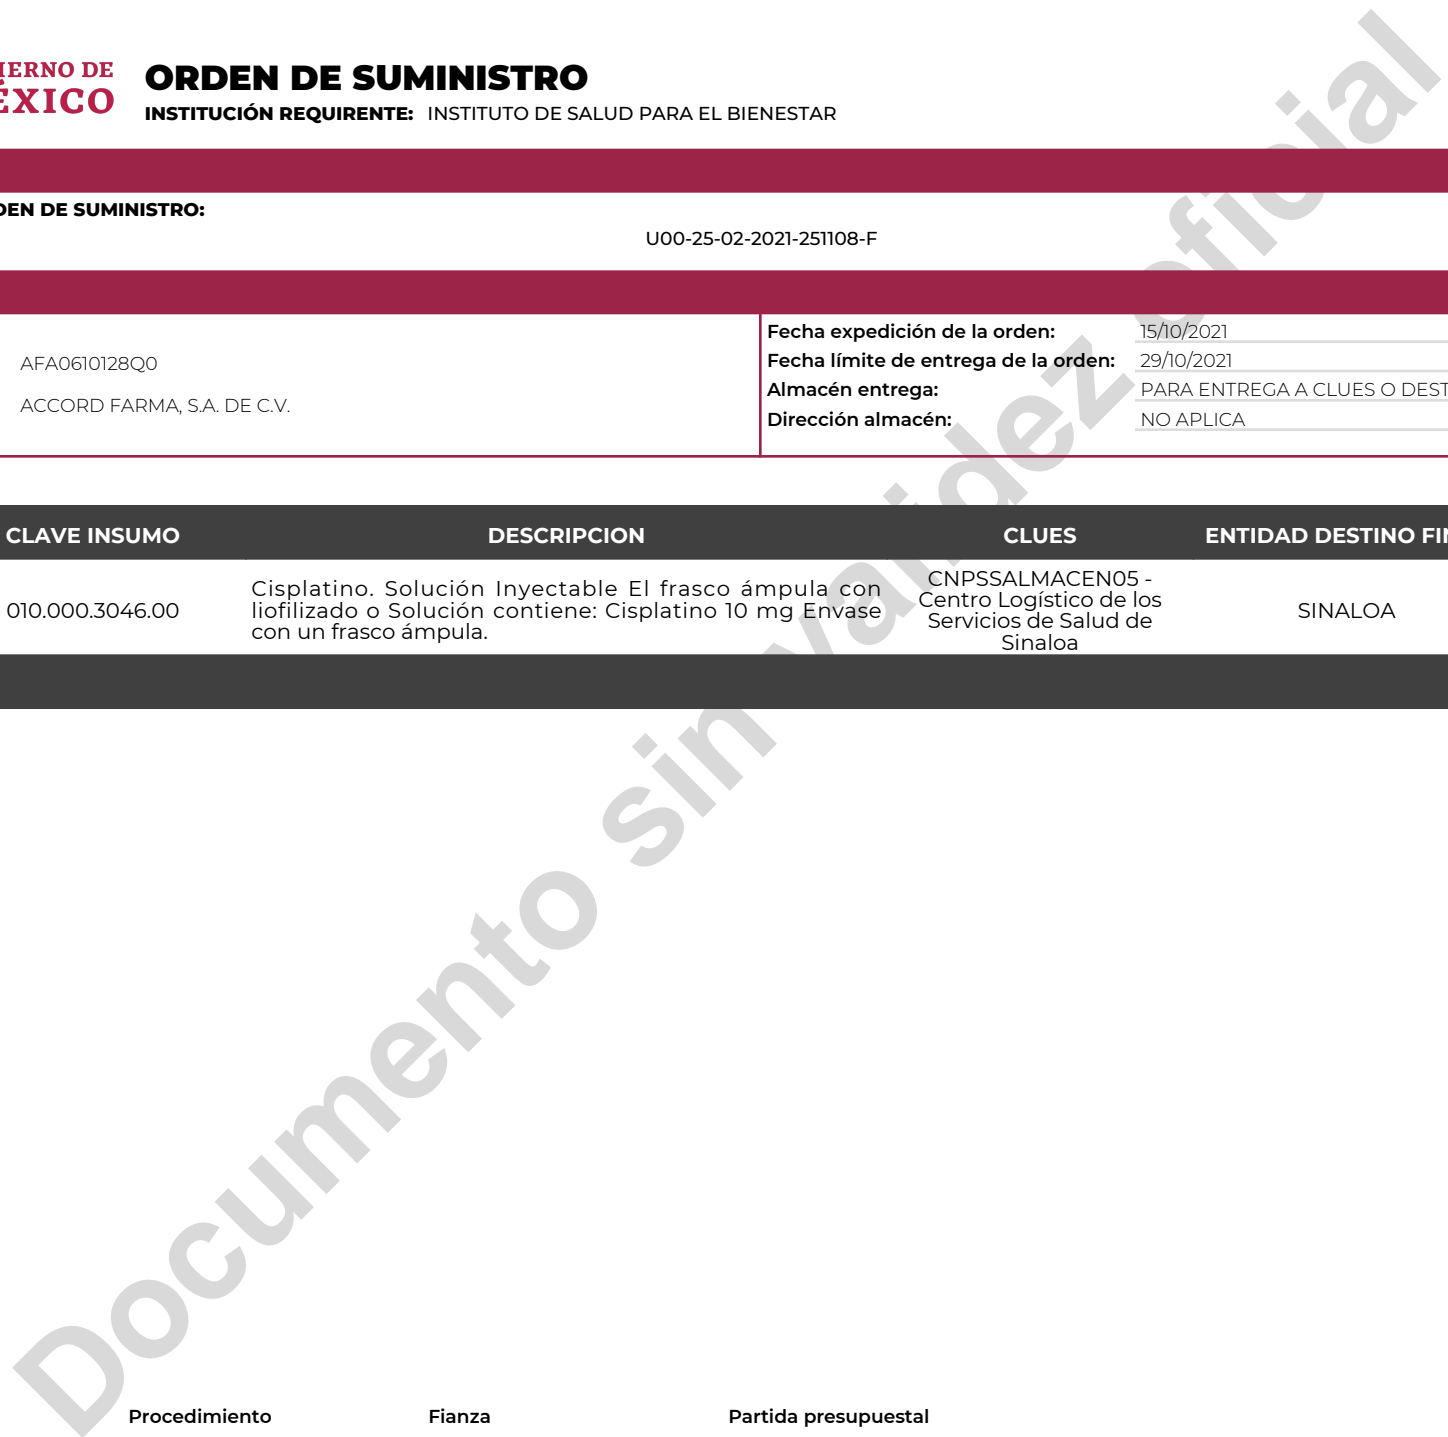 IERNO DE
ÉXICO
ORDEN DE SUMINISTRO
INSTITUCIÓN REQUIRENTE: INSTITUTO DE SALUD PARA EL BIENESTAR
DEN DE SUMINISTRO:
U00-25-02-2021-251108-F
AFA0610128Q0
ACCORD FARMA, S.A. DE C.V.
Fecha expedición de la orden: 15/10/2021
Fecha límite de entrega de la orden: 29/10/2021
Almacén entrega: PARA ENTREGA A CLUES O DEST
Dirección almacén: NO APLICA
CLAVE INSUMO DESCRIPCION CLUES ENTIDAD DESTINO FIN
010.000.3046.00
Cisplatino. Solución Inyectable El frasco ámpula con
liofilizado o Solución contiene: Cisplatino 10 mg Envase
con un frasco ámpula.
CNPSSALMACEN05 -
Centro Logístico de los
Servicios de Salud de
Sinaloa
SINALOA
Documento sin validez oficial
Procedimiento Fianza Partida presupuestal